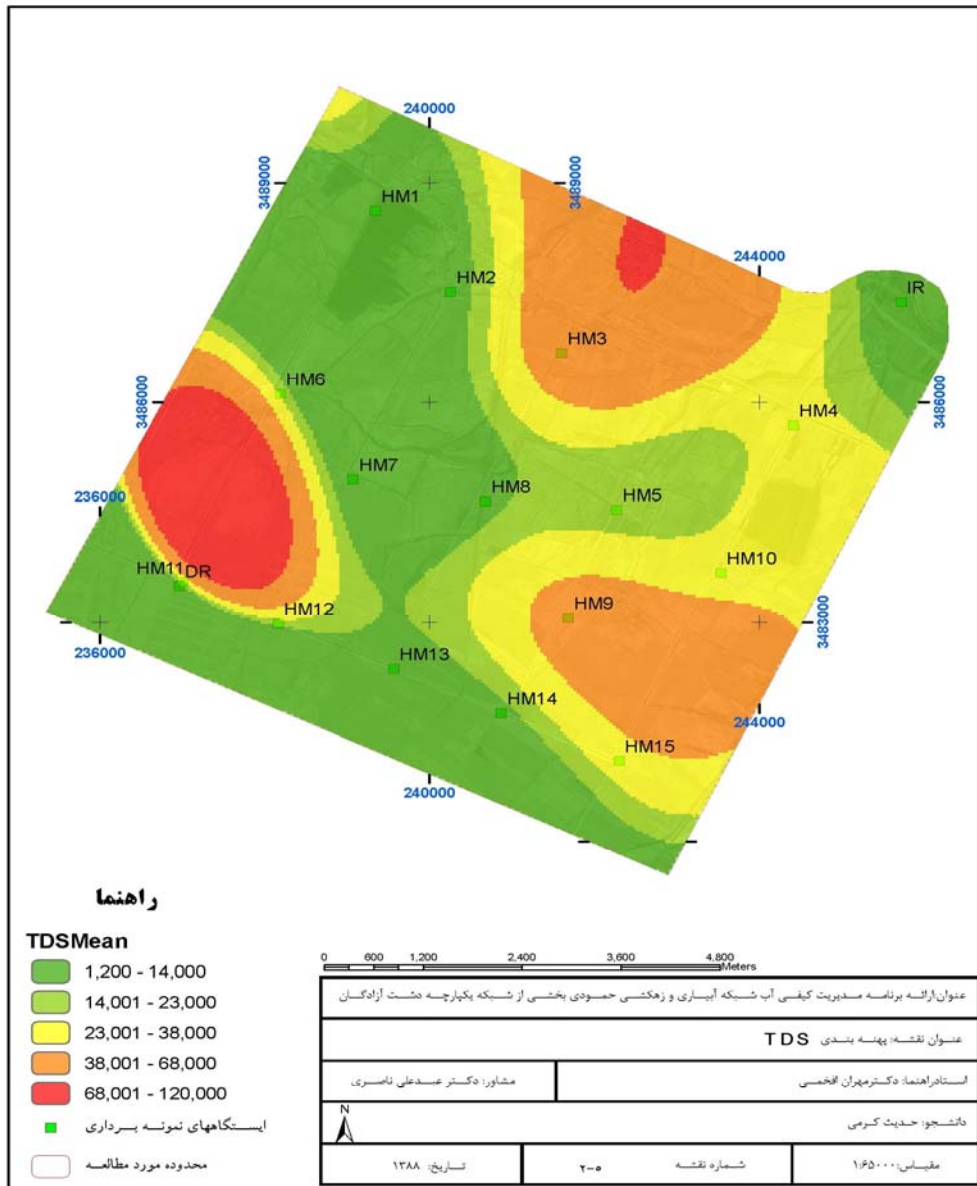 240000
3489000
HM1
3489000
244000
HM2
IR
HM3
HM6
3486000
3486000
HM4
HM7
HM8
HM5
236000
HM11 DR
HM10
HM12
HM9
3483000
236000
HM13
HM14
244000
HM15
240000
راهنما
TDSMean
1,200 - 14,000
14,001 - 23,000
23,001 - 38,000
38,001 - 68,000
68,001 - 120,000
ایستگاههای نمونه برداری
محدوده مورد مطالعه
0 600 1,200 2,400 3,600 4,800
Meters
عنوان:ارائه برنامه مدیریت کیفی آب شبکه آبیاری و زهکشی حمودی بخشی از شبکه یکپارچه دشت آزادگان
عنوان نقشه: پهنه بندی TDS
استادراهنما: دکترمهران افخمی
مشاور: دکتر عبدعلی ناصری
N
دانشجو: حدیث کرمی
مقیاس: ۱:۶۵۰۰۰
شماره نقشه
۲-۵
تاریخ: ۱۳۸۸